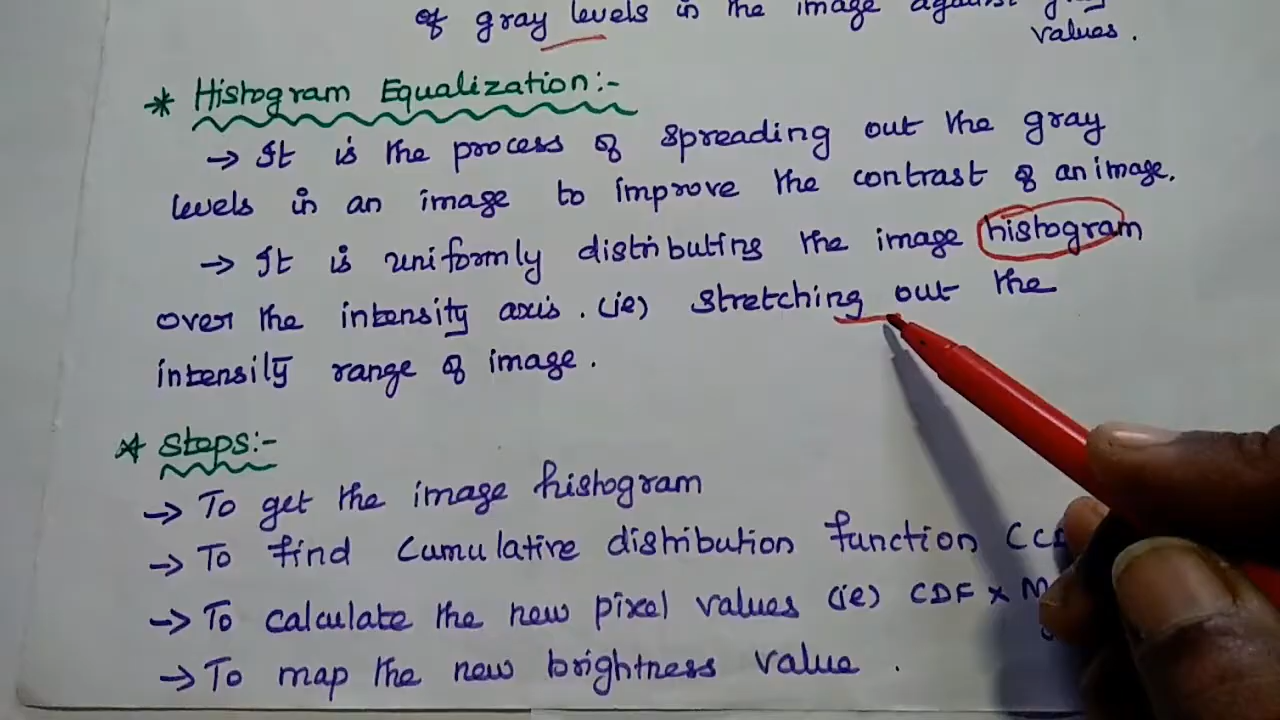 of gray levels in the image against
values.
* Histogram Equalization:-
→ It is the process of spreading out the gray
levels in an image to improve the contrast of an image.
→ It is uniformly distributing the image histogram
over the intensity axis. (ie) stretching out the
intensity range of image.
* Steps:-
→ To get the image histogram
→ To find Cumulative distribution function
→ To calculate the new pixel values (ie) CDF x
→ To map the new brightness value.